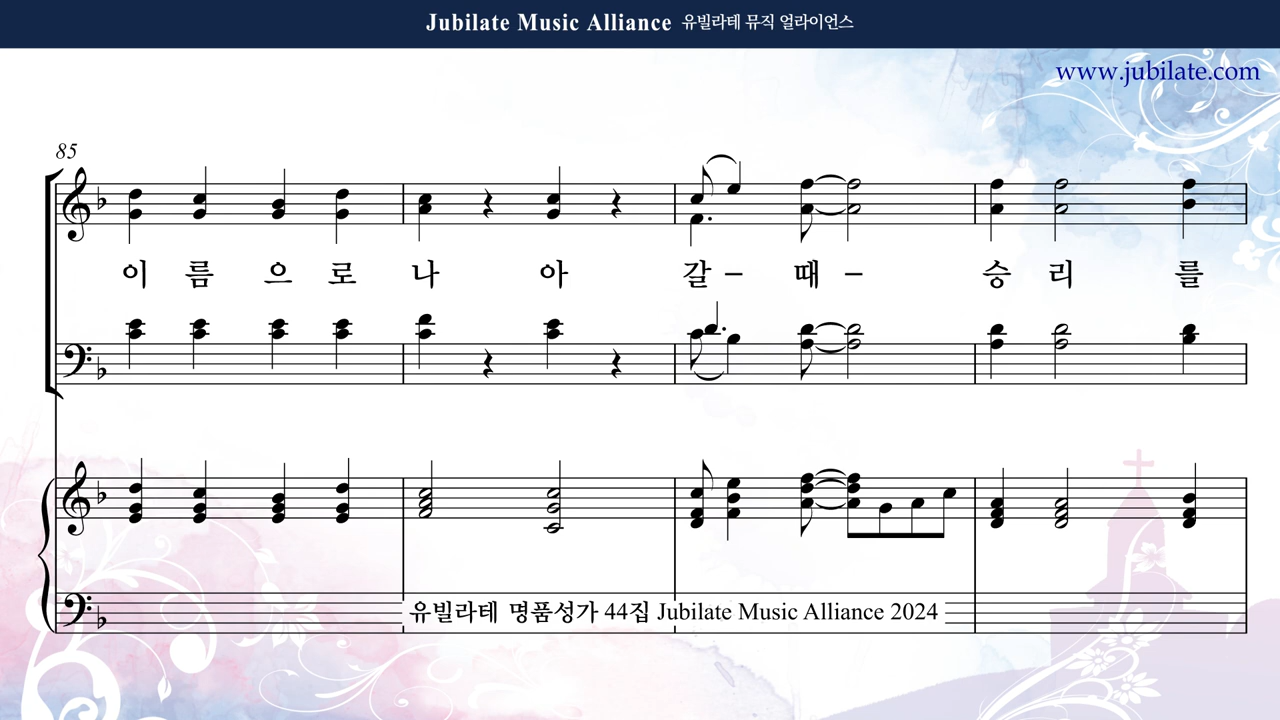 Jubilate Music Alliance 유빌라테 뮤직 얼라이언스
www.jubilate.com
85
이 름 으 로 나 아 갈 – 때 – 승 리 를
유빌라테 명품성가 44집 Jubilate Music Alliance 2024